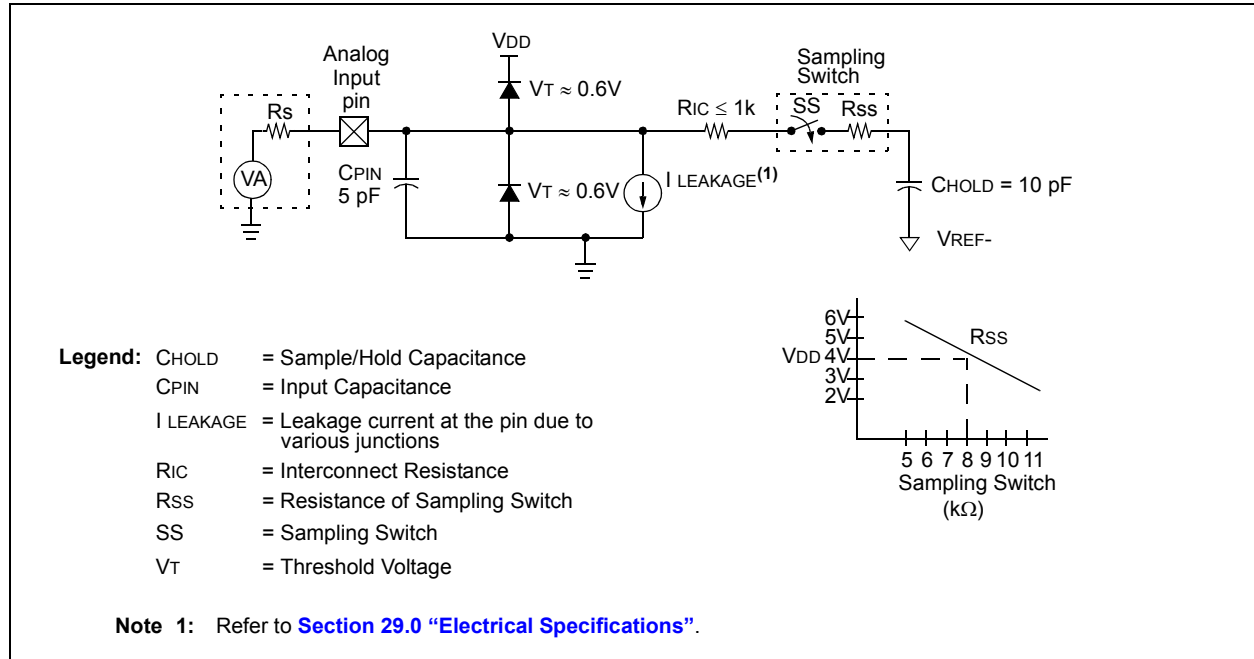 VDD
Analog
Input
pin
Sampling
Switch
VT ≈ 0.6V
Rs
RIC ≤ 1k
SS
Rss
VA
CPIN
5 pF
VT ≈ 0.6V
I LEAKAGE(1)
CHOLD = 10 pF
VREF-
6V
5V
VDD 4V
3V
2V
RSS
5 6 7 8 9 10 11
Sampling Switch
(kΩ)
Legend: CHOLD = Sample/Hold Capacitance
CPIN = Input Capacitance
I LEAKAGE = Leakage current at the pin due to
various junctions
RIC = Interconnect Resistance
RSS = Resistance of Sampling Switch
SS = Sampling Switch
VT = Threshold Voltage
Note 1: Refer to Section 29.0 “Electrical Specifications”.